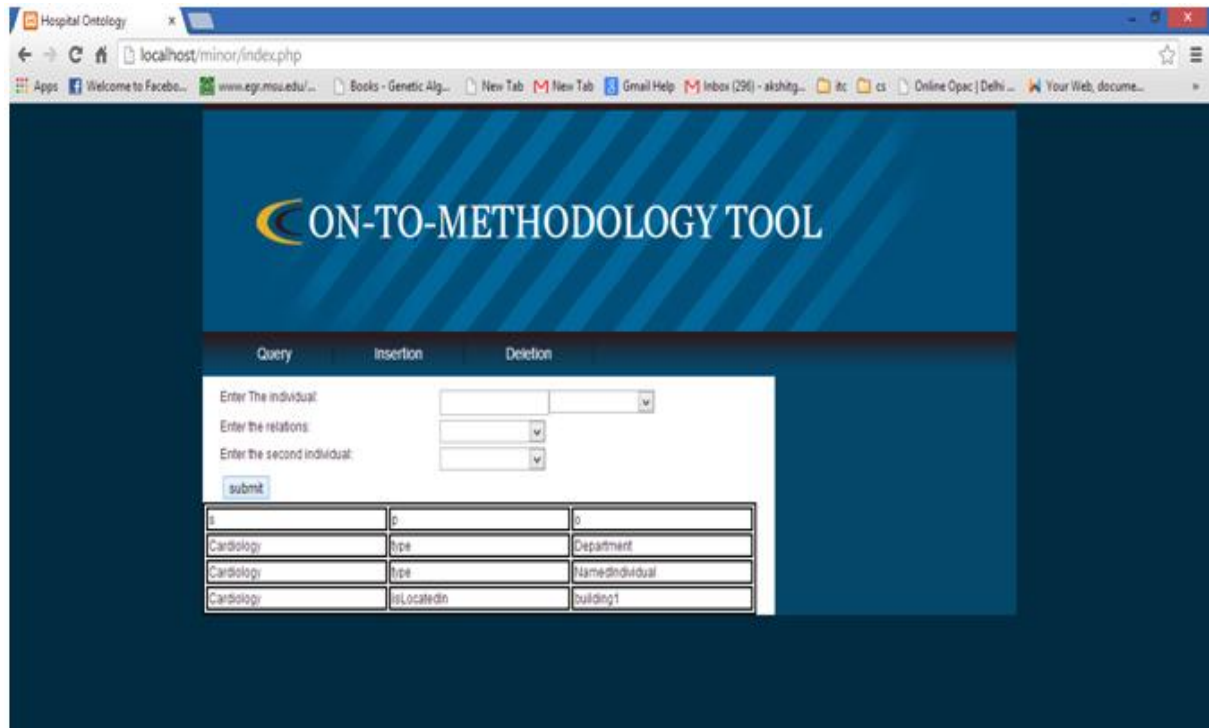 Hospital Ontology
localhost/minor/index.php
Apps Welcome to Facebo... www.egr.msu.edu/... Books - Genetic Alg... New Tab New Tab Gmail Help Inbox (296) - akshitg... itc cs Online Opac | Delhi ... Your Web, docume...
ON-TO-METHODOLOGY TOOL
Query Insertion Deletion
Enter The individual:
Enter the relations:
Enter the second individual:
submit
s p o
Cardiology type Department
Cardiology type NamedIndividual
Cardiology isLocatedIn building1